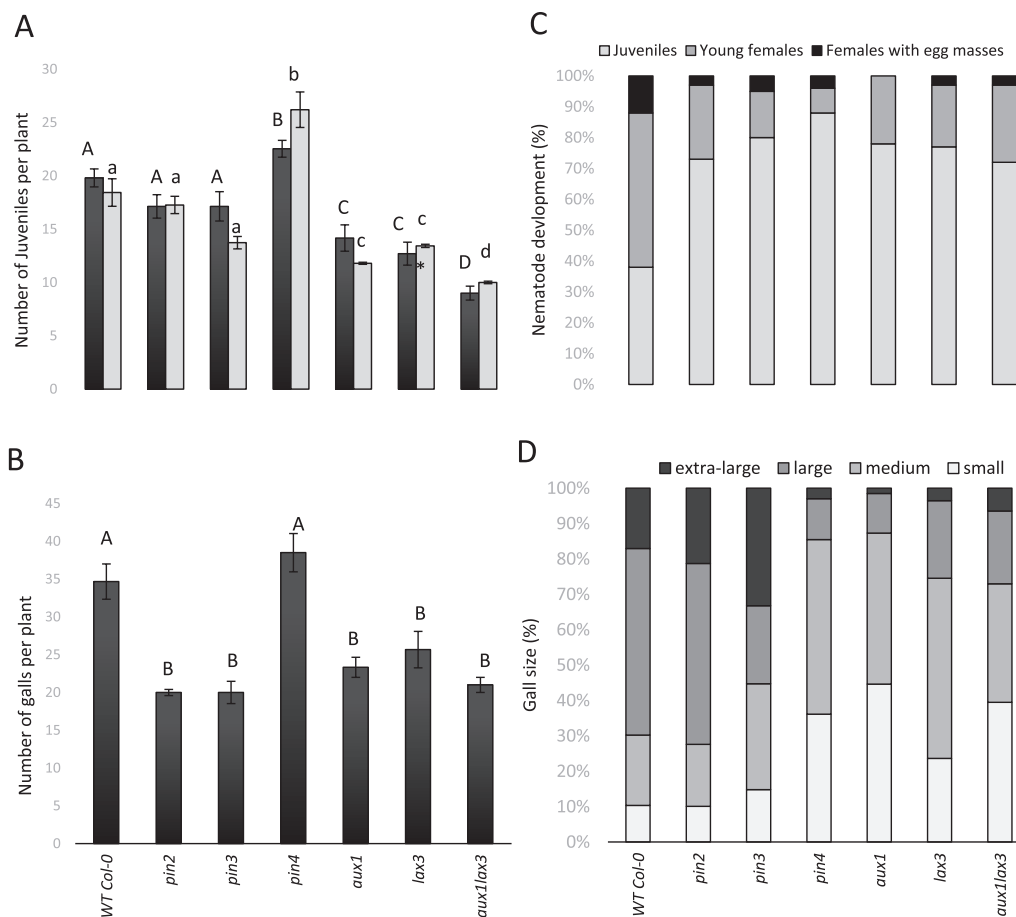 A
Number of Juveniles per plant
30
25
20
15
10
5
0
A a A a A a B b C c C c * D d
B
Number of galls per plant
45
40
35
30
25
20
15
10
5
0
A B B A B B B
WT Col-0 pin2 pin3 pin4 aux1 lax3 aux1lax3
C
Juveniles Young females Females with egg masses
Nematode devlopment (%)
100%
90%
80%
70%
60%
50%
40%
30%
20%
10%
0%
D
extra-large large medium small
Gall size (%)
100%
90%
80%
70%
60%
50%
40%
30%
20%
10%
0%
WT Col-0 pin2 pin3 pin4 aux1 lax3 aux1lax3